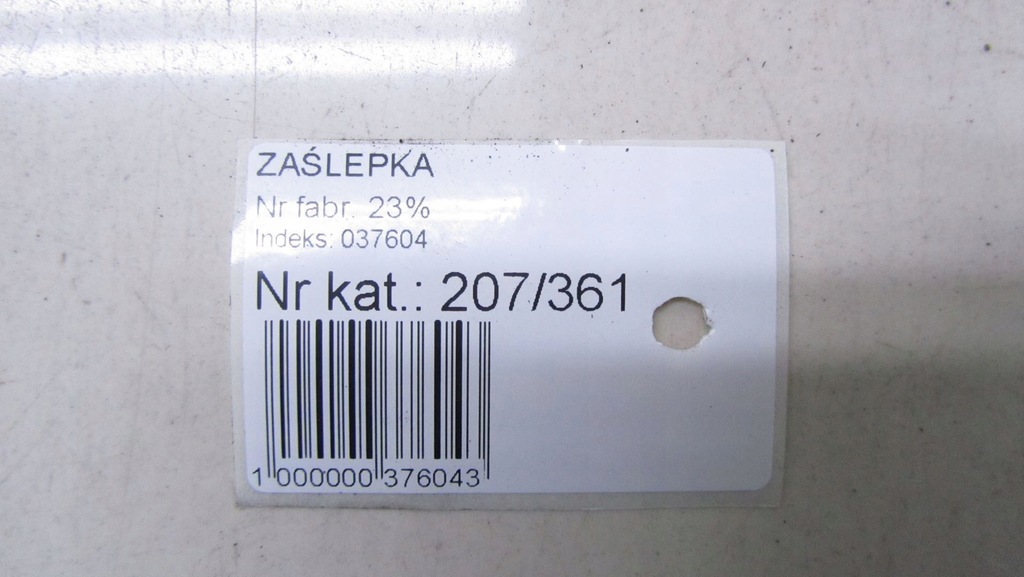 ZAŚLEPKA
Nr fabr. 23%
Indeks: 037604
Nr kat.: 207/361
1 000000 376043